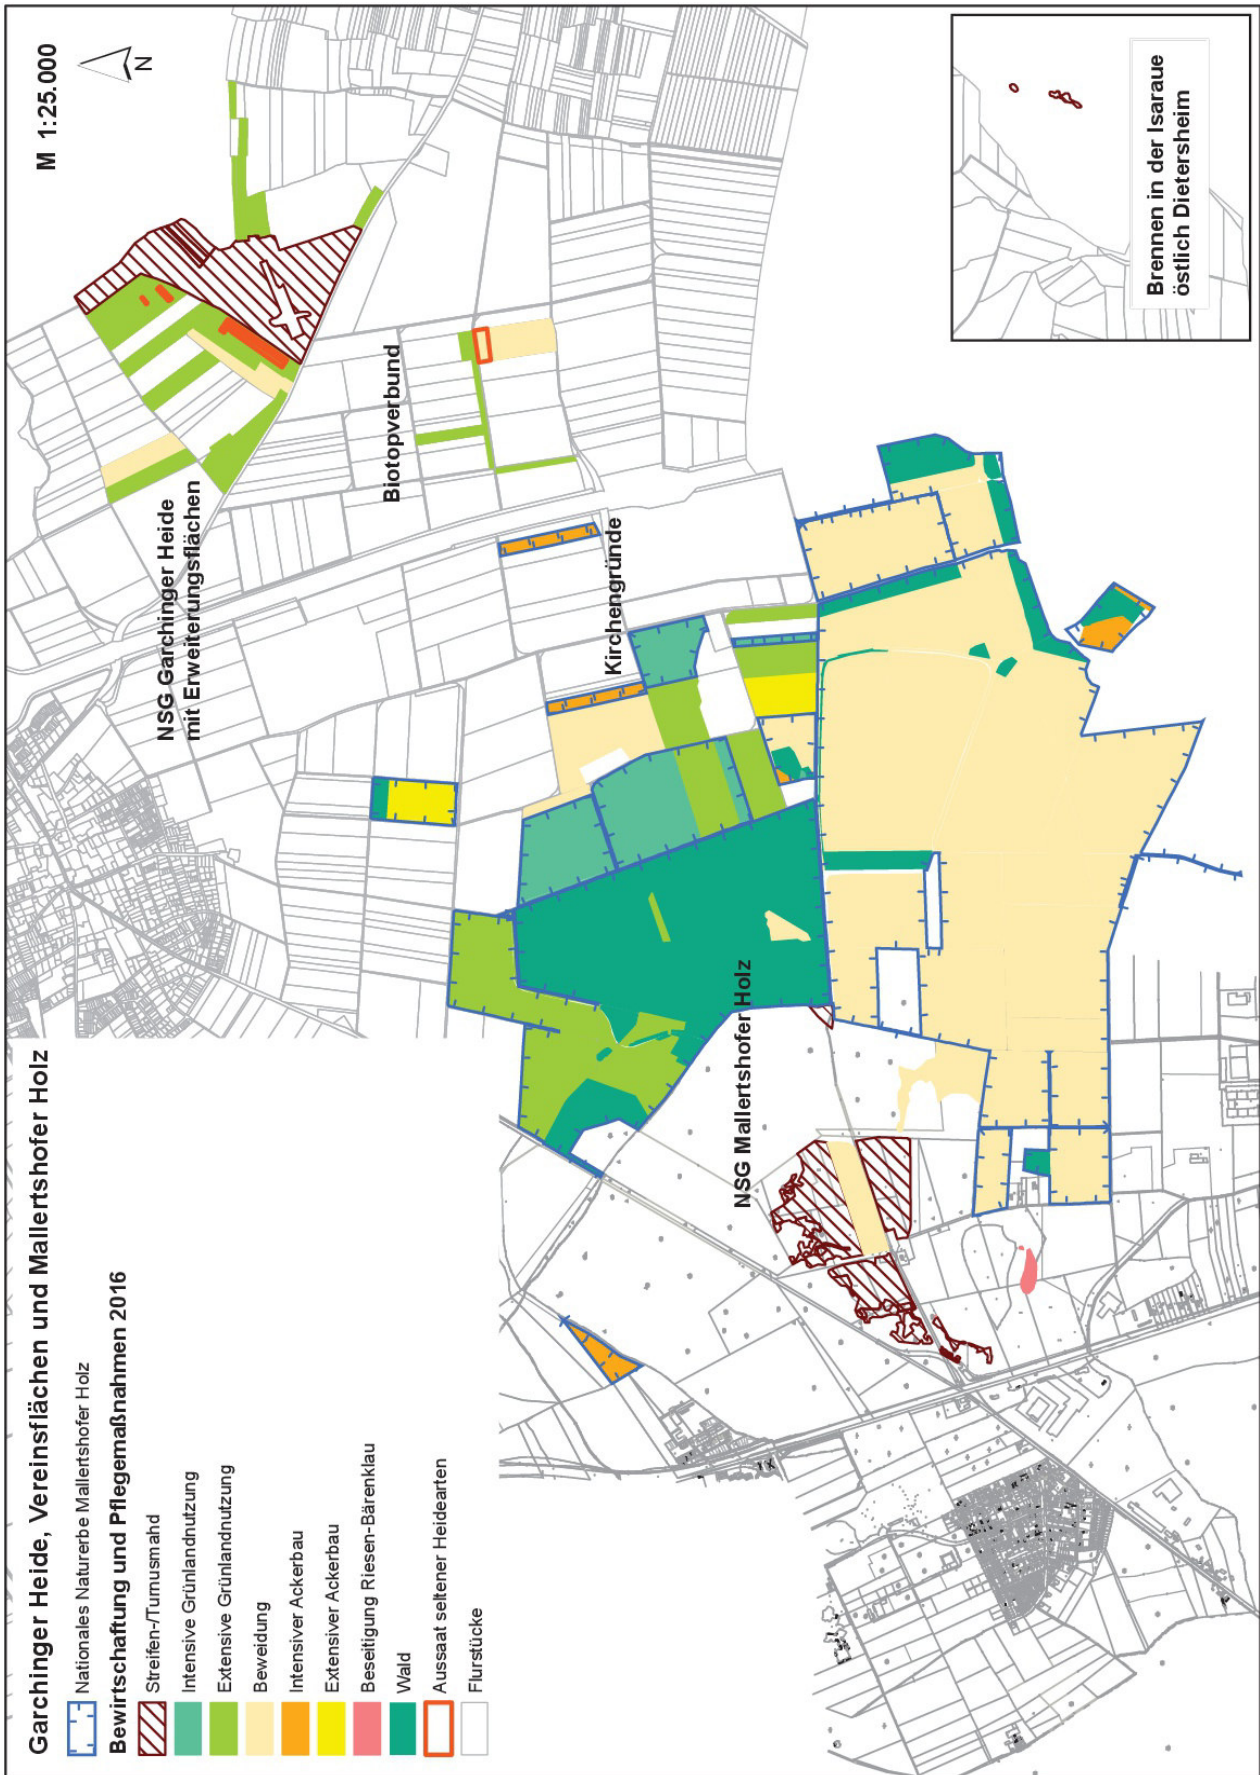 Garchinger Heide, Vereinsflächen und Mallertshofer Holz
Nationales Naturerbe Mallertshofer Holz
Bewirtschaftung und Pflegemaßnahmen 2016
Streifen-/Turnusmahd
Intensive Grünlandnutzung
Extensive Grünlandnutzung
Beweidung
Intensiver Ackerbau
Extensiver Ackerbau
Beseitigung Riesen-Bärenklau
Wald
Aussaat seltener Heidearten
Flurstücke
M 1:25.000
N
NSG Garchinger Heide
mit Erweiterungsflächen
Biotopverbund
Kirchengründe
NSG Mallertshofer Holz
Brennen in der Isaraue
östlich Dietersheim